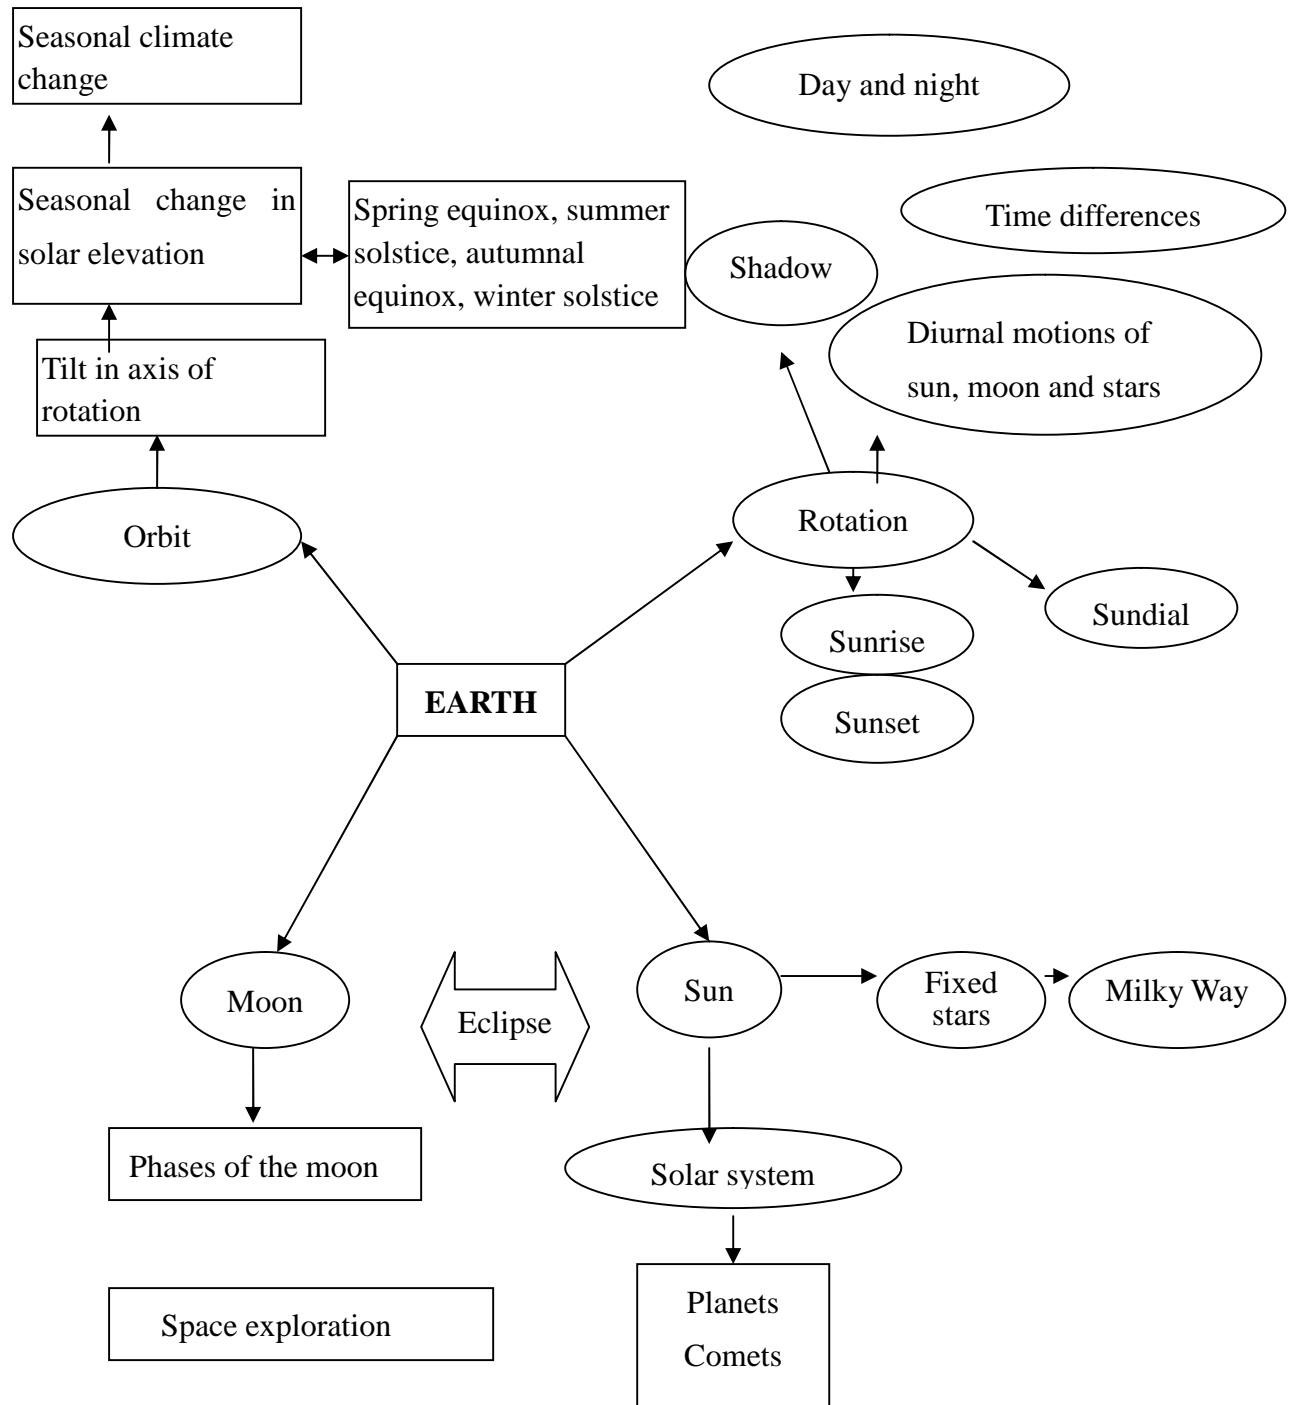 Seasonal climate
change
Day and night
Seasonal change in
solar elevation
Spring equinox, summer
solstice, autumnal
equinox, winter solstice
Time differences
Shadow
Diurnal motions of
sun, moon and stars
Tilt in axis of
rotation
Orbit
Rotation
Sundial
Sunrise
Sunset
EARTH
Moon
Eclipse
Sun
Fixed
stars
Milky Way
Phases of the moon
Solar system
Space exploration
Planets
Comets